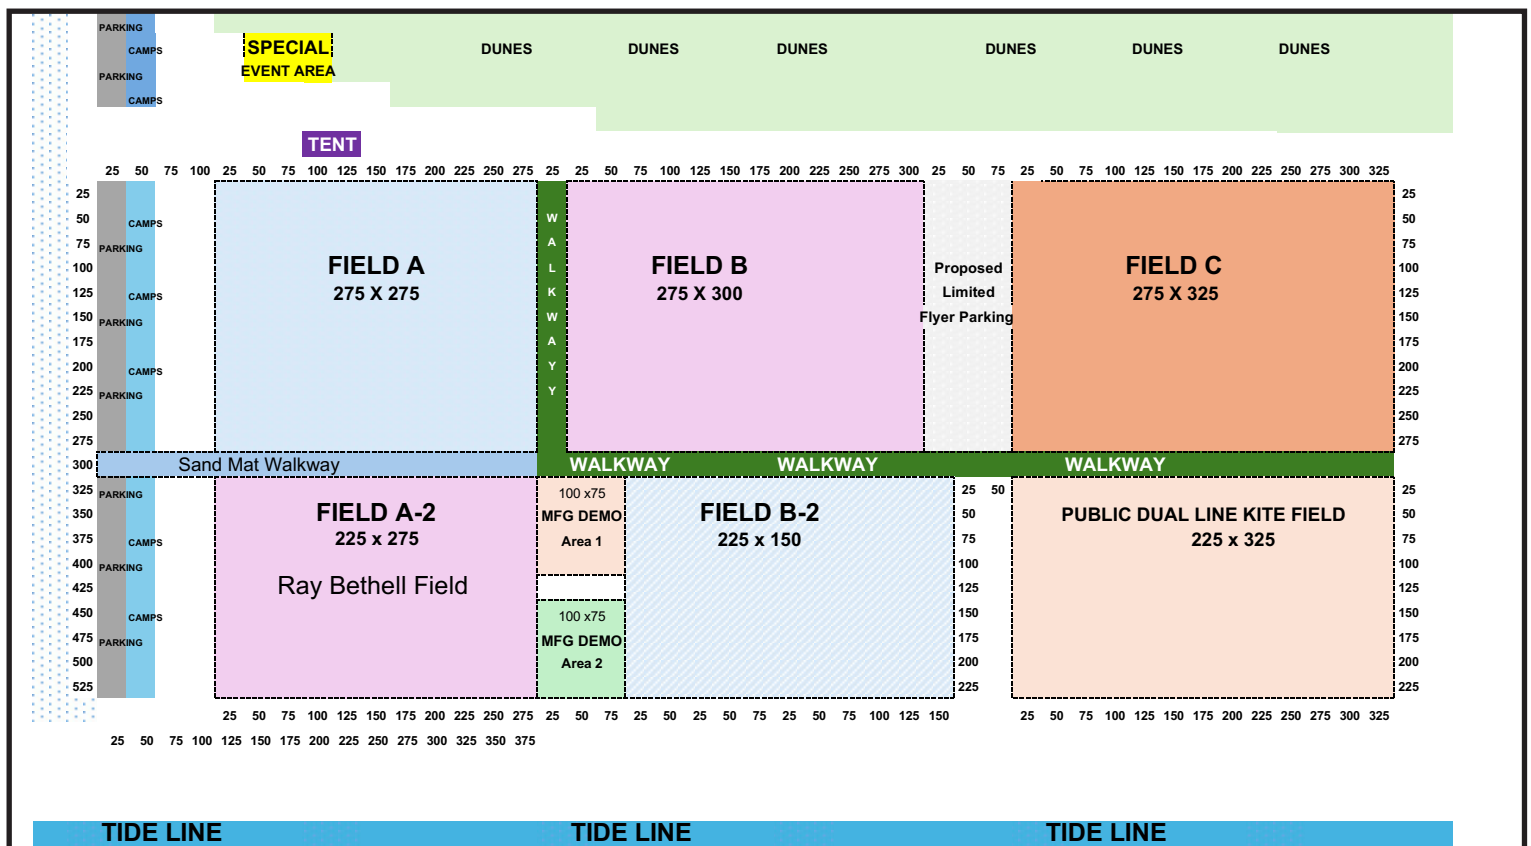 PARKING
SPECIAL DUNES DUNES DUNES DUNES DUNES DUNES
CAMPS
EVENT AREA
PARKING
CAMPS
TENT
25 50 75 100 25 50 75 100 125 150 175 200 225 250 275 25 25 50 75 100 125 150 175 200 225 250 275 300 25 50 75 25 50 75 100 125 150 175 200 225 250 275 300 325
25 25
50 CAMPS W 50
75 PARKING A 75
100 FIELD A L FIELD B Proposed FIELD C 100
125 CAMPS 275 X 275 K 275 X 300 Limited 275 X 325 125
150 PARKING W Flyer Parking 150
175 A 175
200 CAMPS Y 200
225 PARKING Y 225
250 250
275 275
300 Sand Mat Walkway WALKWAY WALKWAY WALKWAY
325 PARKING 100 x75 25 50 25
350 FIELD A-2 MFG DEMO FIELD B-2 50 PUBLIC DUAL LINE KITE FIELD 50
375 CAMPS 225 x 275 Area 1 225 x 150 75 225 x 325 75
400 PARKING 100 100
425 Ray Bethell Field 125 125
450 CAMPS 100 x75 150 150
475 PARKING MFG DEMO 175 175
500 Area 2 200 200
525 225 225
25 50 75 100 125 150 175 200 225 250 275 25 50 75 25 50 25 50 75 25 50 75 100 125 150 25 50 75 100 125 150 175 200 225 250 275 300 325
25 50 75 100 125 150 175 200 225 250 275 300 325 350 375
TIDE LINE TIDE LINE TIDE LINE